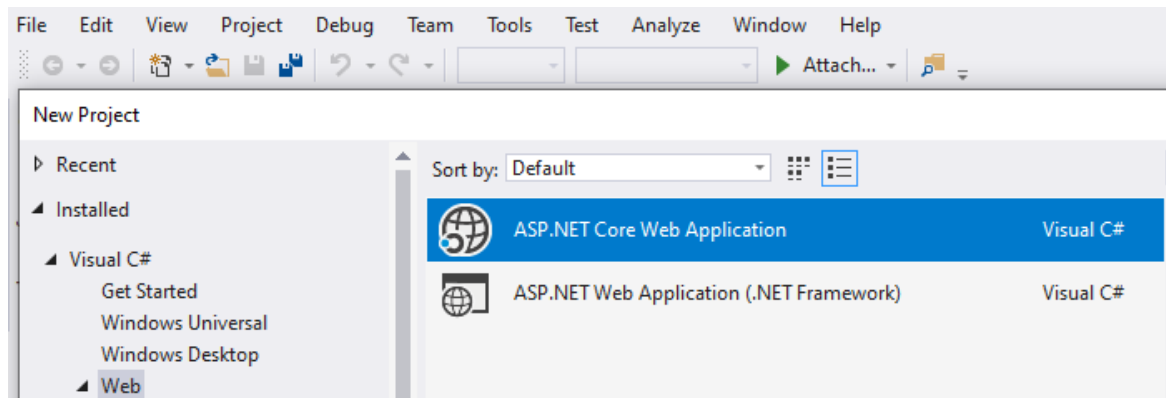 File Edit View Project Debug Team Tools Test Analyze Window Help
Attach...
New Project
Recent
Installed
Visual C#
Get Started
Windows Universal
Windows Desktop
Web
Sort by: Default
ASP.NET Core Web Application Visual C#
ASP.NET Web Application (.NET Framework) Visual C#